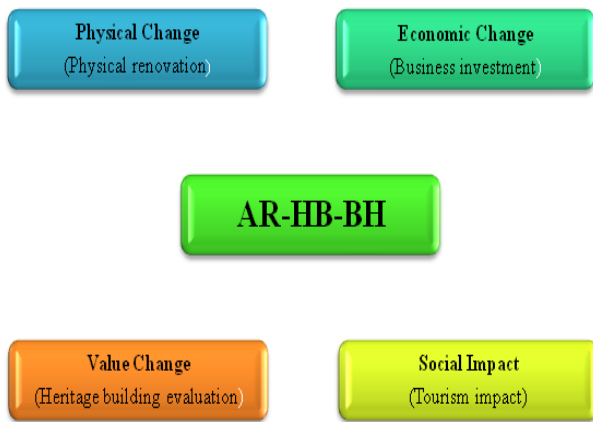 Physical Change
(Physical renovation)
Economic Change
(Business investment)
AR-HB-BH
Value Change
(Heritage building evaluation)
Social Impact
(Tourism impact)